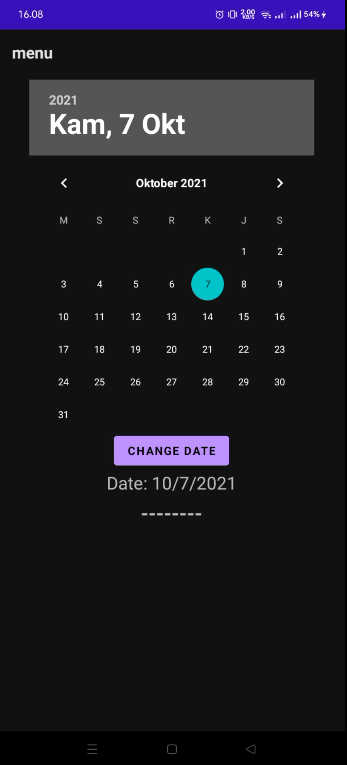 16.08 2.00 KB/S 54%
menu
2021
Kam, 7 Okt
Oktober 2021
M S S R K J S
1 2
3 4 5 6 7 8 9
10 11 12 13 14 15 16
17 18 19 20 21 22 23
24 25 26 27 28 29 30
31
CHANGE DATE
Date: 10/7/2021
--------